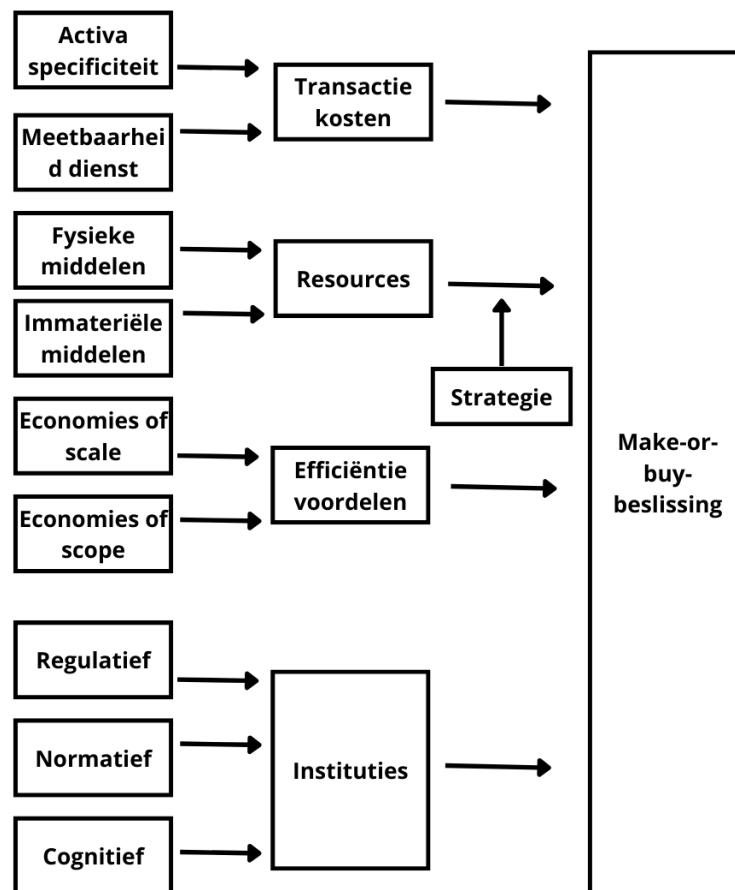 Activa
specificiteit
Transactie
kosten
Meetbaarhei
d dienst
Fysieke
middelen
Resources
Immateriële
middelen
Strategie
Economies of
scale
Efficiëntie
voordelen
Economies of
scope
Make-or-
buy-
beslissing
Regulatief
Normatief
Instituties
Cognitief